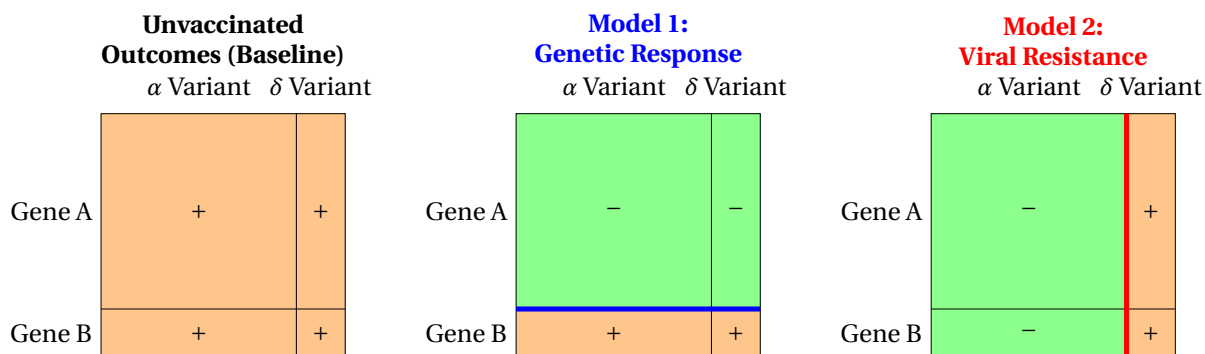 Unvaccinated
Outcomes (Baseline)
α Variant δ Variant
Gene A + +
Gene B + +
Model 1:
Genetic Response
α Variant δ Variant
Gene A − −
Gene B + +
Model 2:
Viral Resistance
α Variant δ Variant
Gene A − +
Gene B − +